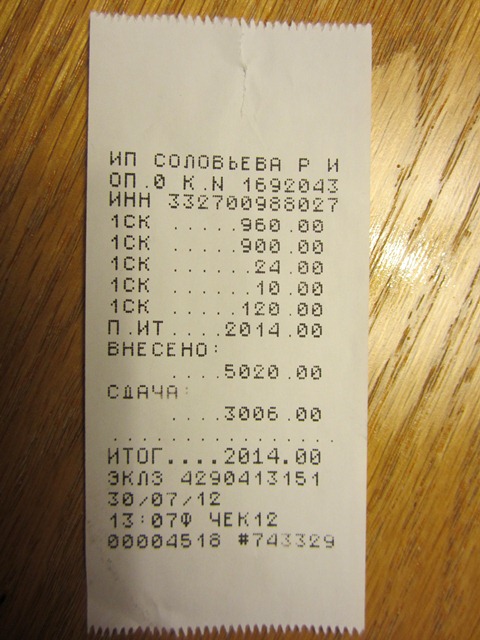 ИП СОЛОВЬЕВА Р И
ОП.0 К.N 1692043
ИНН 332700988027
1СК .....960.00
1СК .....900.00
1СК ......24.00
1СК ......10.00
1СК .....120.00
П.ИТ....2014.00
ВНЕСЕНО:
....5020.00
СДАЧА:
....3006.00
................
ИТОГ....2014.00
ЭКЛЗ 4290413151
30/07/12
13:07Ф ЧЕК12
00004518 #743329